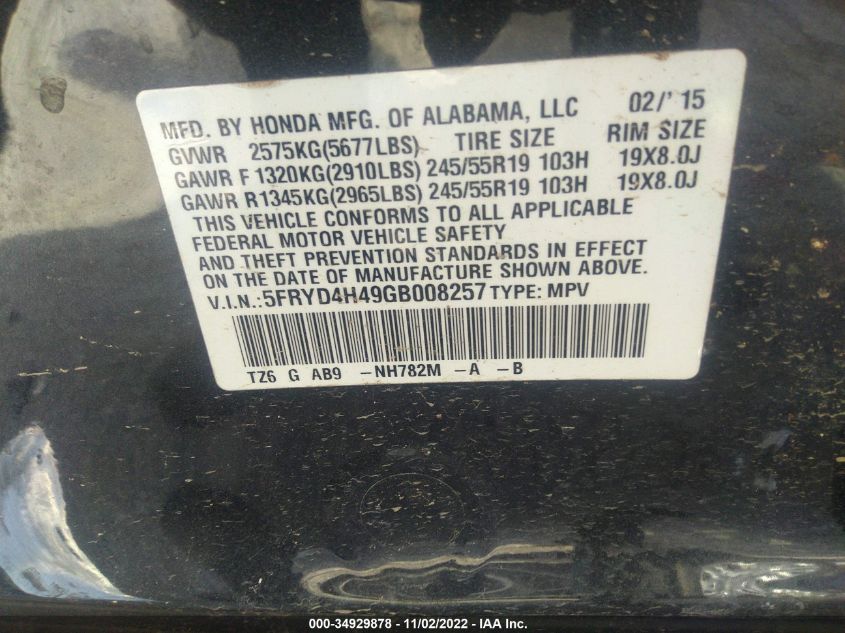 MFD. BY HONDA MFG. OF ALABAMA, LLC 02/'15
GVWR 2575KG(5677LBS) TIRE SIZE RIM SIZE
GAWR F1320KG(2910LBS) 245/55R19 103H 19X8.0J
GAWR R1345KG(2965LBS) 245/55R19 103H 19X8.0J
THIS VEHICLE CONFORMS TO ALL APPLICABLE
FEDERAL MOTOR VEHICLE SAFETY
AND THEFT PREVENTION STANDARDS IN EFFECT
ON THE DATE OF MANUFACTURE SHOWN ABOVE.
V.I.N.:5FRYD4H49GB008257 TYPE: MPV
TZ6 G AB9 -NH782M -A -B
000-34929878 - 11/02/2022 - IAA Inc.